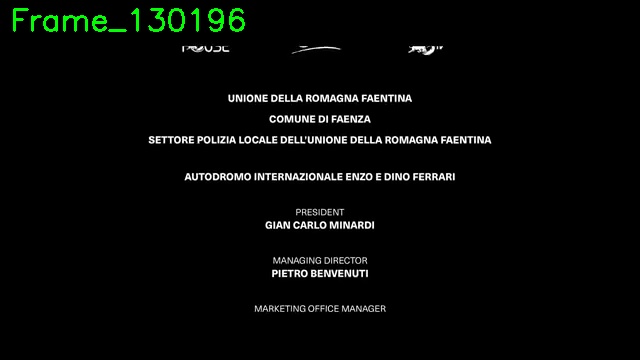 Frame_130196
UNIONE DELLA ROMAGNA FAENTINA
COMUNE DI FAENZA
SETTORE POLIZIA LOCALE DELL'UNIONE DELLA ROMAGNA FAENTINA
AUTODROMO INTERNAZIONALE ENZO E DINO FERRARI
PRESIDENT
GIAN CARLO MINARDI
MANAGING DIRECTOR
PIETRO BENVENUTI
MARKETING OFFICE MANAGER